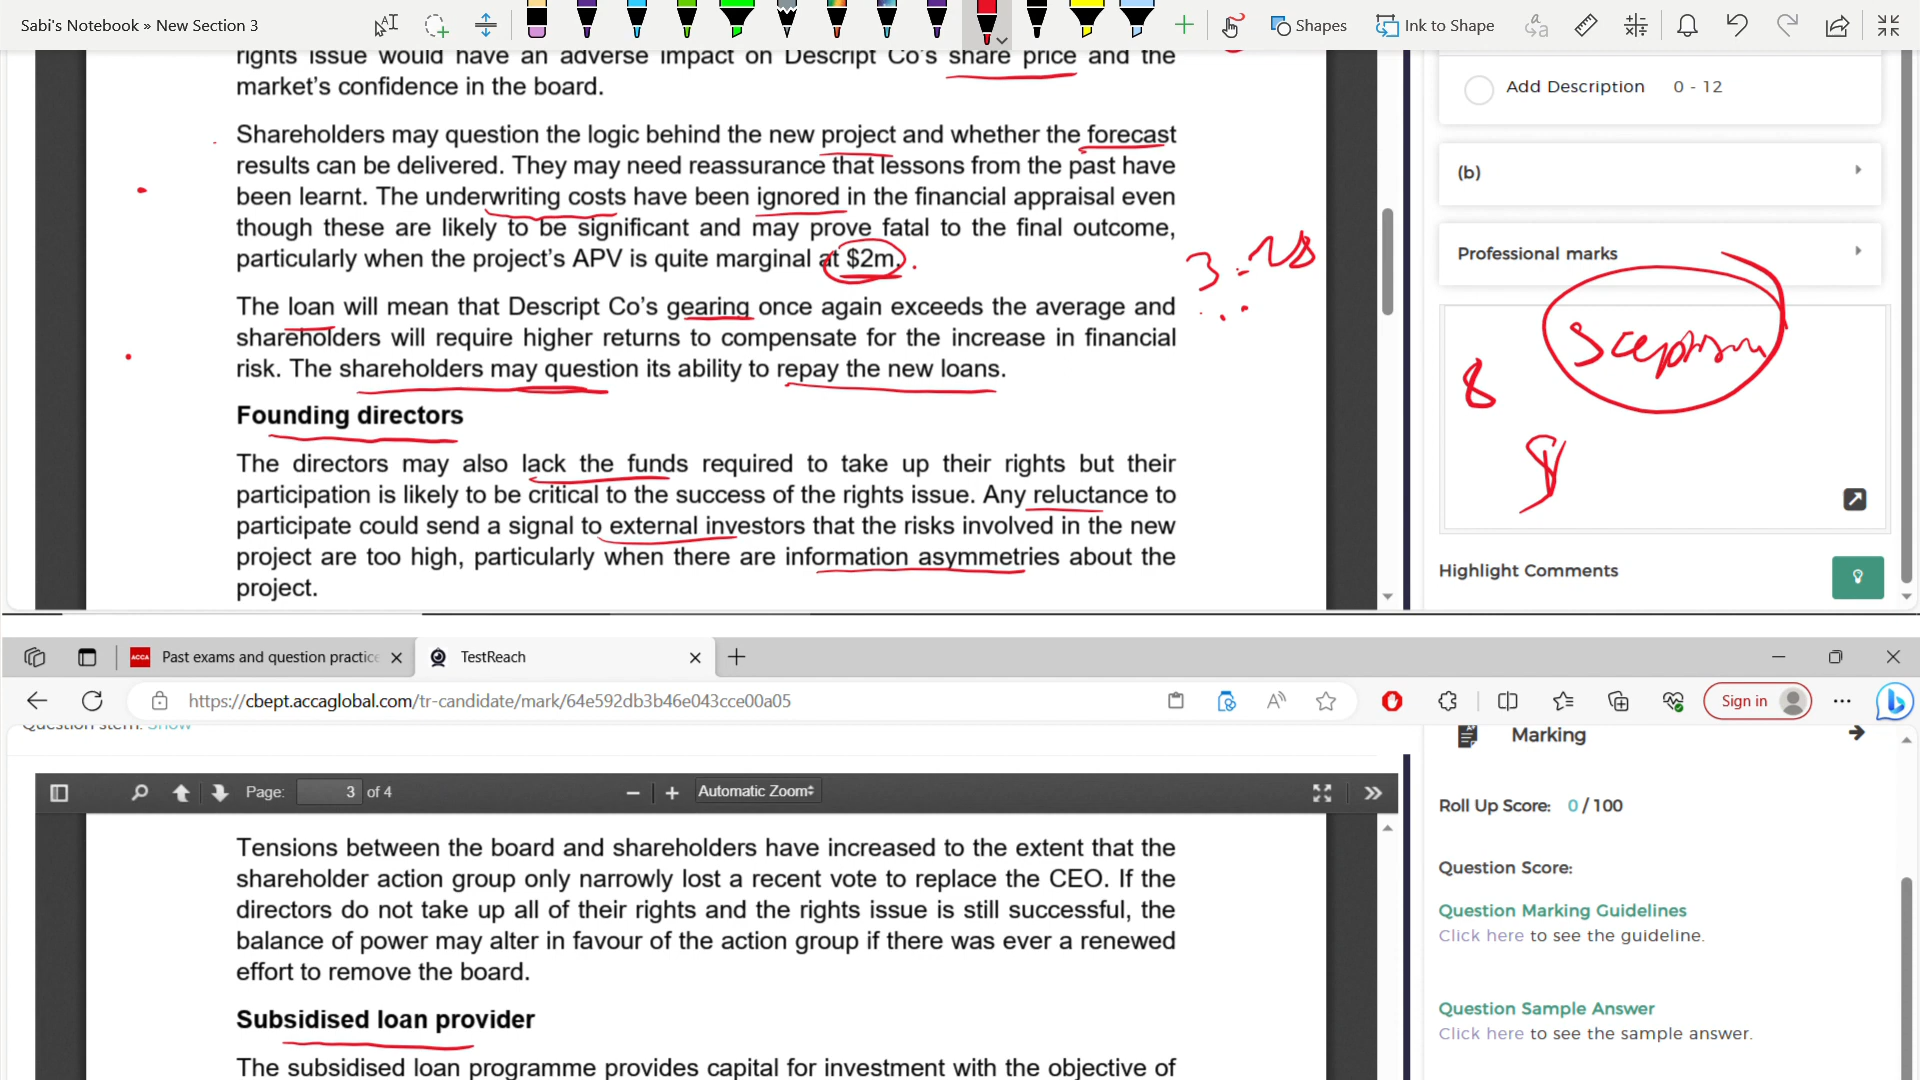 Sabi's Notebook » New Section 3
Shapes
Ink to Shape
rights issue would have an adverse impact on Descript Co's share price and the
market's confidence in the board.
Shareholders may question the logic behind the new project and whether the forecast
results can be delivered. They may need reassurance that lessons from the past have
been learnt. The underwriting costs have been ignored in the financial appraisal even
though these are likely to be significant and may prove fatal to the final outcome,
particularly when the project's APV is quite marginal at $2m.
The loan will mean that Descript Co's gearing once again exceeds the average and
shareholders will require higher returns to compensate for the increase in financial
risk. The shareholders may question its ability to repay the new loans.
Founding directors
The directors may also lack the funds required to take up their rights but their
participation is likely to be critical to the success of the rights issue. Any reluctance to
participate could send a signal to external investors that the risks involved in the new
project are too high, particularly when there are information asymmetries about the
project.
3
Add Description 0 - 12
(b)
Professional marks
8
Highlight Comments
ACCA Past exams and question practice
TestReach
https://cbept.accaglobal.com/tr-candidate/mark/64e592db3b46e043cce00a05
Sign in
Question stem: Show
Page: 3 of 4
Automatic Zoom
Tensions between the board and shareholders have increased to the extent that the
shareholder action group only narrowly lost a recent vote to replace the CEO. If the
directors do not take up all of their rights and the rights issue is still successful, the
balance of power may alter in favour of the action group if there was ever a renewed
effort to remove the board.
Subsidised loan provider
The subsidised loan programme provides capital for investment with the objective of
Marking
Roll Up Score: 0 / 100
Question Score:
Question Marking Guidelines
Click here to see the guideline.
Question Sample Answer
Click here to see the sample answer.